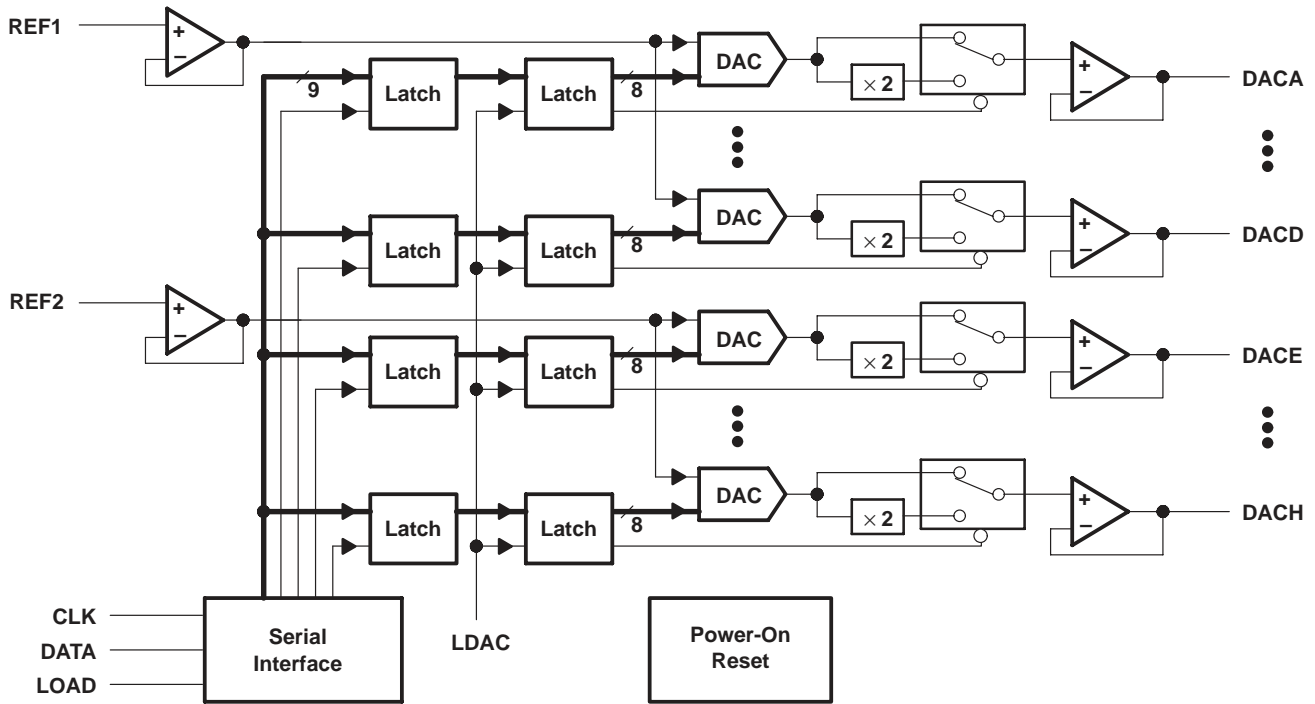 REF1
+
−
9
Latch
Latch
8
DAC
× 2
+
−
DACA
Latch
Latch
8
DAC
× 2
+
−
DACD
REF2
+
−
Latch
Latch
8
DAC
× 2
+
−
DACE
Latch
Latch
8
DAC
× 2
+
−
DACH
CLK
DATA
LOAD
Serial
Interface
LDAC
Power-On
Reset